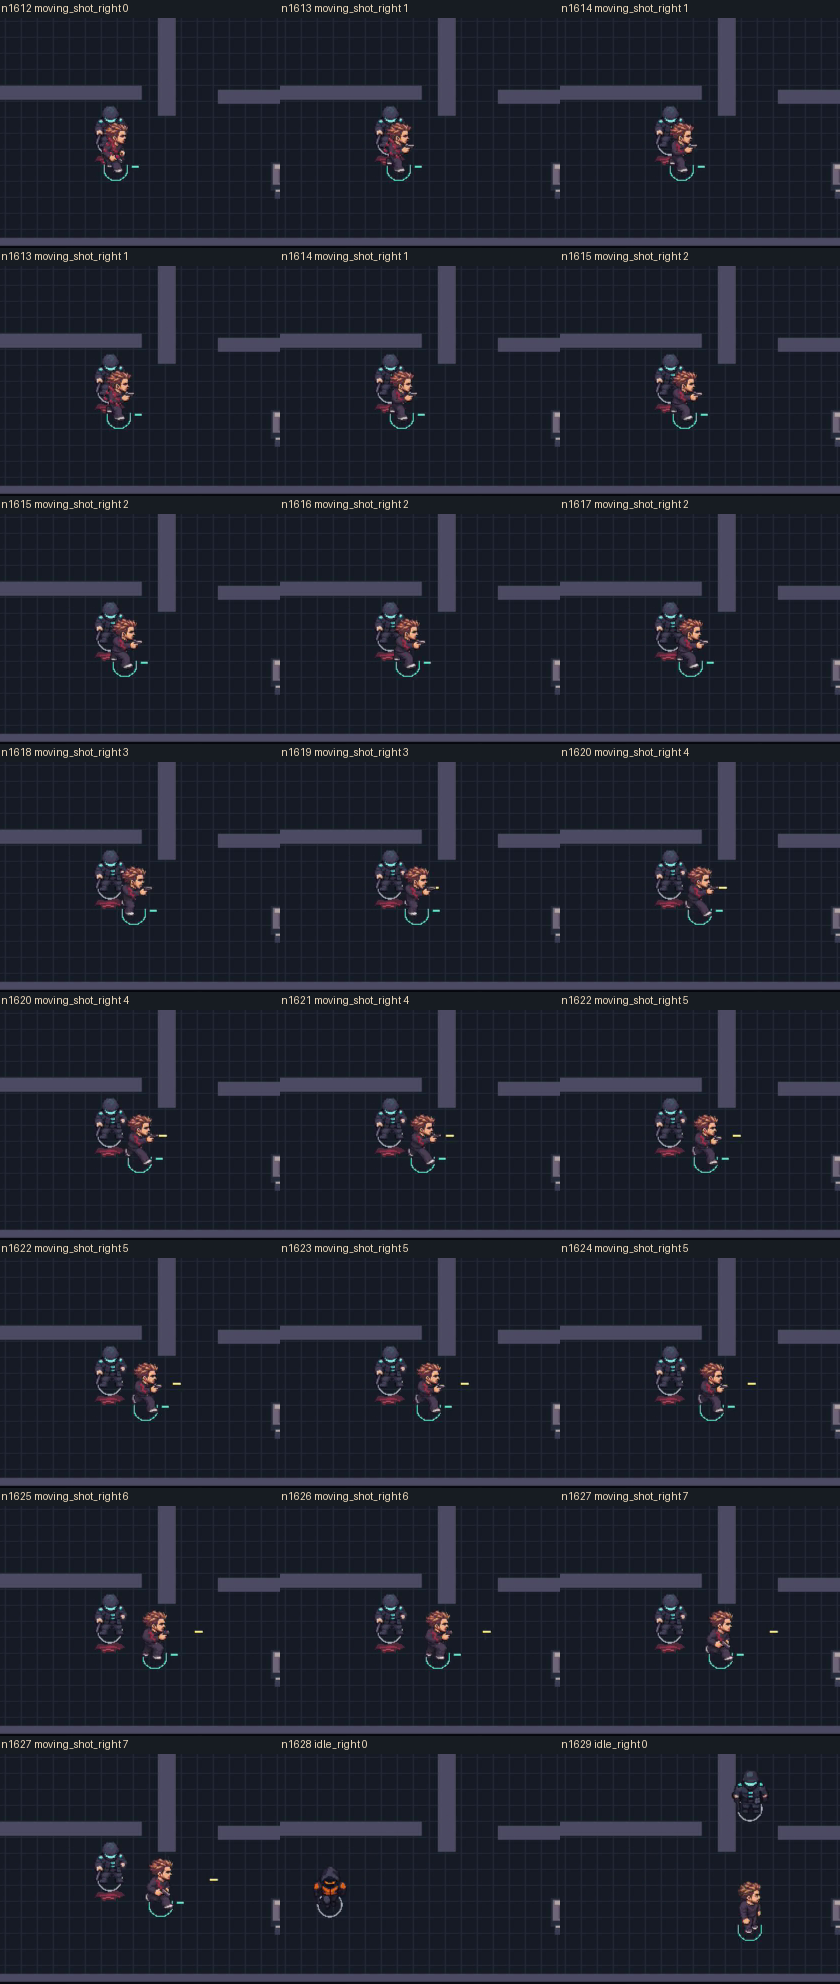 n1612 moving_shot_right 0
n1613 moving_shot_right 1
n1614 moving_shot_right 1
n1613 moving_shot_right 1
n1614 moving_shot_right 1
n1615 moving_shot_right 2
n1615 moving_shot_right 2
n1616 moving_shot_right 2
n1617 moving_shot_right 2
n1618 moving_shot_right 3
n1619 moving_shot_right 3
n1620 moving_shot_right 4
n1620 moving_shot_right 4
n1621 moving_shot_right 4
n1622 moving_shot_right 5
n1622 moving_shot_right 5
n1623 moving_shot_right 5
n1624 moving_shot_right 5
n1625 moving_shot_right 6
n1626 moving_shot_right 6
n1627 moving_shot_right 7
n1627 moving_shot_right 7
n1628 idle_right 0
n1629 idle_right 0